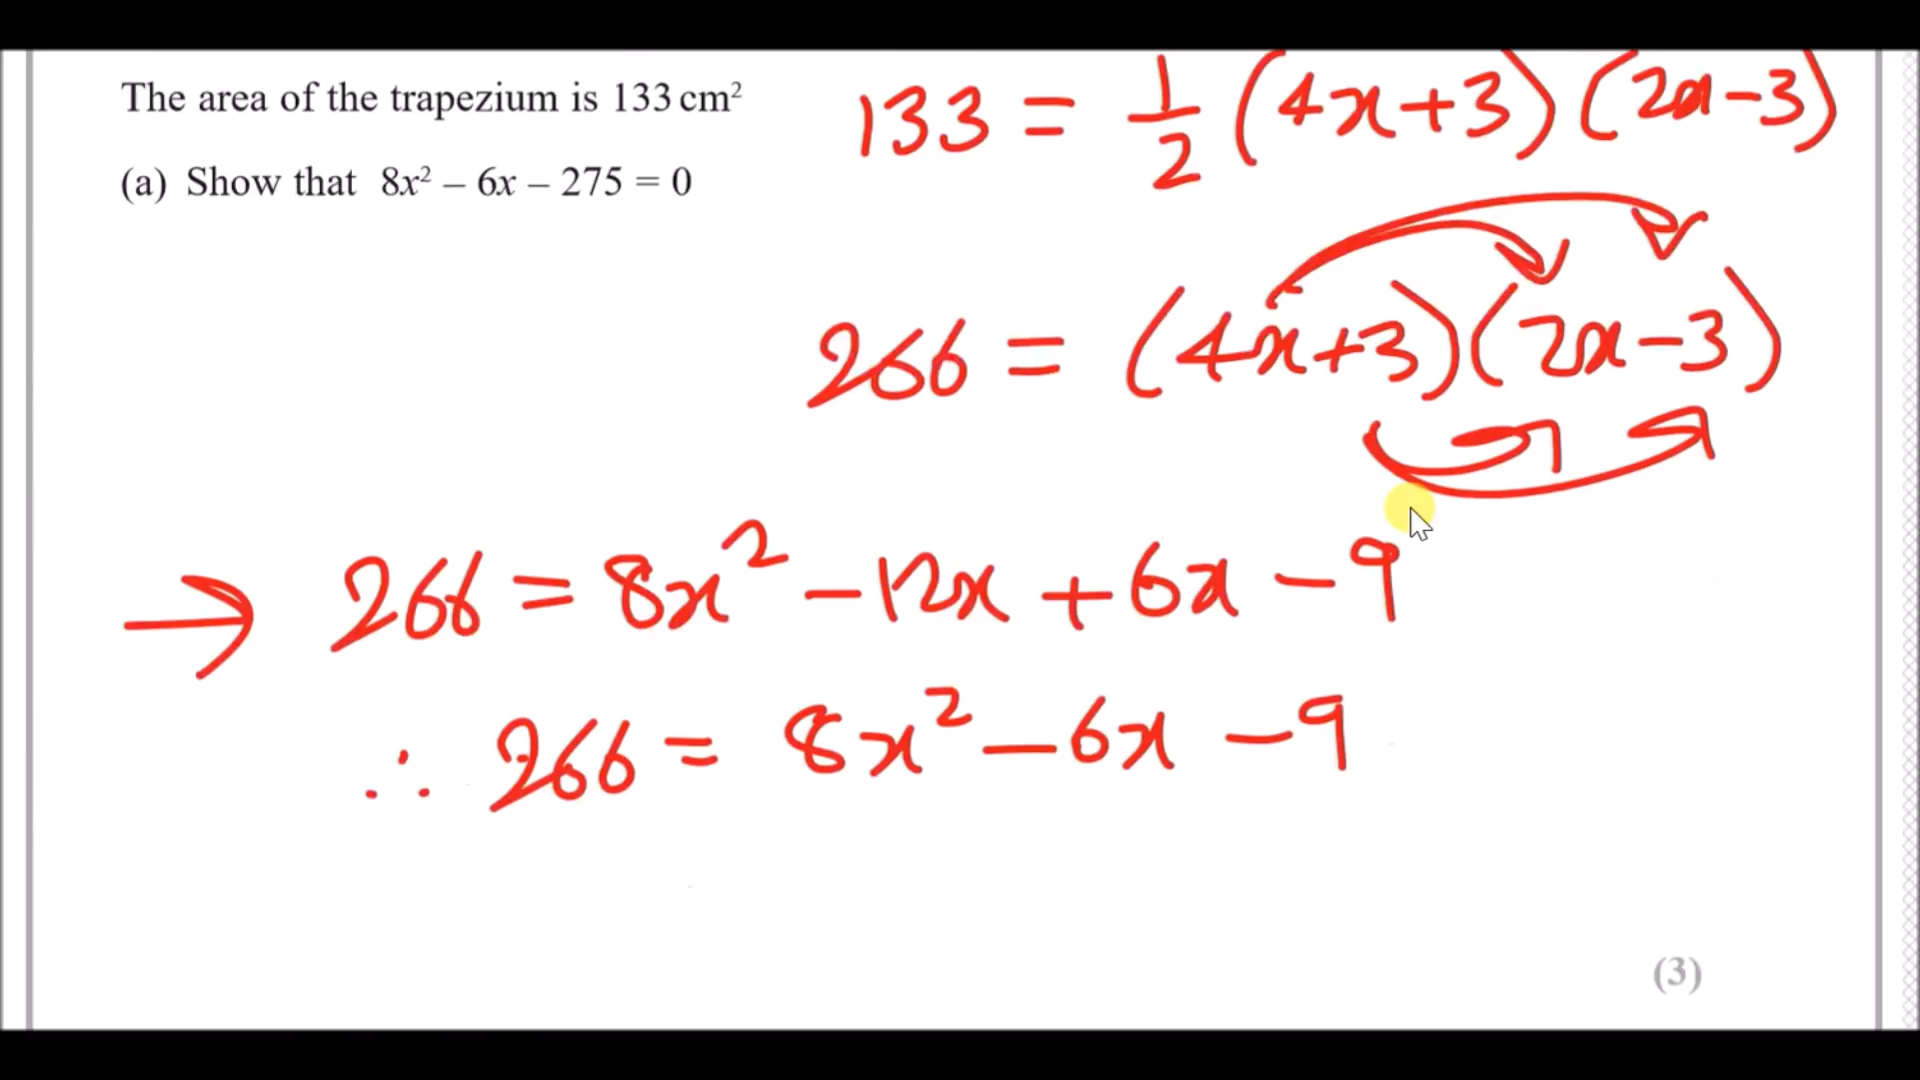 The area of the trapezium is 133 cm²
133 = 1/2 (4x+3)(2x-3)
(a) Show that 8x² – 6x – 275 = 0
266 = (4x+3)(2x-3)
→ 266 = 8x² - 12x + 6x - 9
∴ 266 = 8x² - 6x - 9
(3)